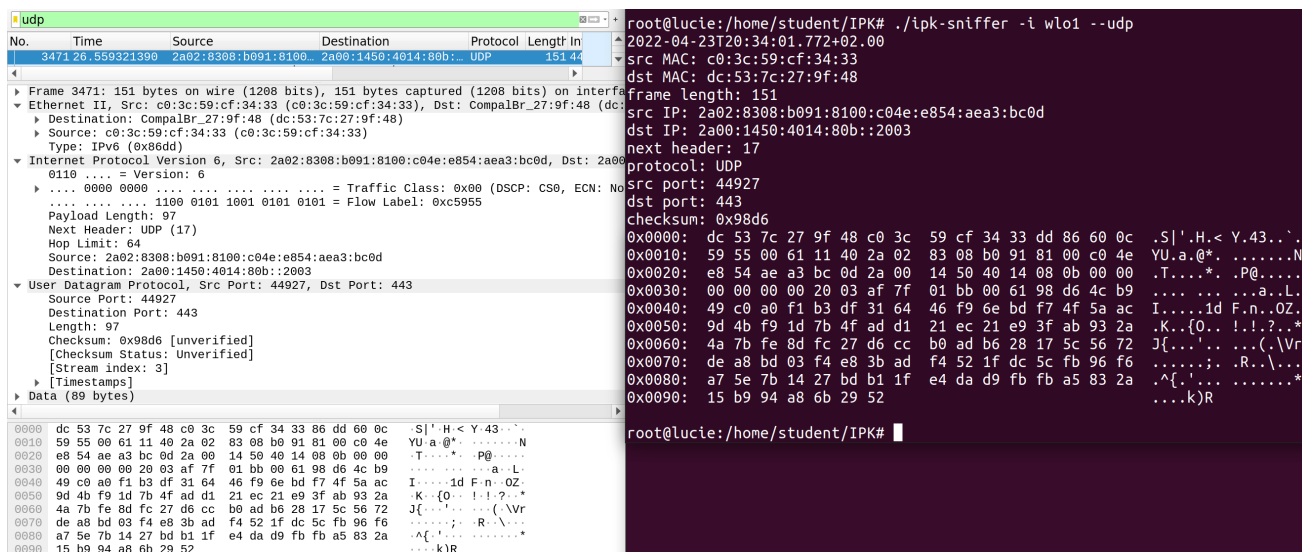 udp
No. Time Source Destination Protocol Length In
3471 26.559321390 2a02:8308:b091:8100… 2a00:1450:4014:80b:… UDP 151 44
Frame 3471: 151 bytes on wire (1208 bits), 151 bytes captured (1208 bits) on interfa
Ethernet II, Src: c0:3c:59:cf:34:33 (c0:3c:59:cf:34:33), Dst: CompalBr_27:9f:48 (dc:
Destination: CompalBr_27:9f:48 (dc:53:7c:27:9f:48)
Source: c0:3c:59:cf:34:33 (c0:3c:59:cf:34:33)
Type: IPv6 (0x86dd)
Internet Protocol Version 6, Src: 2a02:8308:b091:8100:c04e:e854:aea3:bc0d, Dst: 2a00
0110 .... = Version: 6
.... 0000 0000 .... .... .... .... .... = Traffic Class: 0x00 (DSCP: CS0, ECN: No
.... .... .... 1100 0101 1001 0101 0101 = Flow Label: 0xc5955
Payload Length: 97
Next Header: UDP (17)
Hop Limit: 64
Source: 2a02:8308:b091:8100:c04e:e854:aea3:bc0d
Destination: 2a00:1450:4014:80b::2003
User Datagram Protocol, Src Port: 44927, Dst Port: 443
Source Port: 44927
Destination Port: 443
Length: 97
Checksum: 0x98d6 [unverified]
[Checksum Status: Unverified]
[Stream index: 3]
[Timestamps]
Data (89 bytes)
0000 dc 53 7c 27 9f 48 c0 3c 59 cf 34 33 86 dd 60 0c ·S|'·H·< Y·43··`·
0010 59 55 00 61 11 40 2a 02 83 08 b0 91 81 00 c0 4e YU·a·@*· ·······N
0020 e8 54 ae a3 bc 0d 2a 00 14 50 40 14 08 0b 00 00 ·T····*· ·P@·····
0030 00 00 00 00 20 03 af 7f 01 bb 00 61 98 d6 4c b9 ···· ··· ···a··L·
0040 49 c0 a0 f1 b3 df 31 64 46 f9 6e bd f7 4f 5a ac I·····1d F·n··OZ·
0050 9d 4b f9 1d 7b 4f ad d1 21 ec 21 e9 3f ab 93 2a ·K··{O·· !·!·?··*
0060 4a 7b fe 8d fc 27 d6 cc b0 ad b6 28 17 5c 56 72 J{···'·· ···(·\Vr
0070 de a8 bd 03 f4 e8 3b ad f4 52 1f dc 5c fb 96 f6 ······;· ·R··\···
0080 a7 5e 7b 14 27 bd b1 1f e4 da d9 fb fb a5 83 2a ·^{·'··· ·······*
0090 15 b9 94 a8 6b 29 52 ····k)R
root@lucie:/home/student/IPK# ./ipk-sniffer -i wlo1 --udp
2022-04-23T20:34:01.772+02.00
src MAC: c0:3c:59:cf:34:33
dst MAC: dc:53:7c:27:9f:48
frame length: 151
src IP: 2a02:8308:b091:8100:c04e:e854:aea3:bc0d
dst IP: 2a00:1450:4014:80b::2003
next header: 17
protocol: UDP
src port: 44927
dst port: 443
checksum: 0x98d6
0x0000: dc 53 7c 27 9f 48 c0 3c 59 cf 34 33 dd 86 60 0c .S|'.H.< Y.43..`.
0x0010: 59 55 00 61 11 40 2a 02 83 08 b0 91 81 00 c0 4e YU.a.@*. .......N
0x0020: e8 54 ae a3 bc 0d 2a 00 14 50 40 14 08 0b 00 00 .T....*. .P@.....
0x0030: 00 00 00 00 20 03 af 7f 01 bb 00 61 98 d6 4c b9 .... ... ...a..L.
0x0040: 49 c0 a0 f1 b3 df 31 64 46 f9 6e bd f7 4f 5a ac I.....1d F.n..OZ.
0x0050: 9d 4b f9 1d 7b 4f ad d1 21 ec 21 e9 3f ab 93 2a .K..{O.. !.!.?..*
0x0060: 4a 7b fe 8d fc 27 d6 cc b0 ad b6 28 17 5c 56 72 J{...'.. ...(.\Vr
0x0070: de a8 bd 03 f4 e8 3b ad f4 52 1f dc 5c fb 96 f6 ......;. .R..\...
0x0080: a7 5e 7b 14 27 bd b1 1f e4 da d9 fb fb a5 83 2a .^{.'... .......*
0x0090: 15 b9 94 a8 6b 29 52 ....k)R
root@lucie:/home/student/IPK#